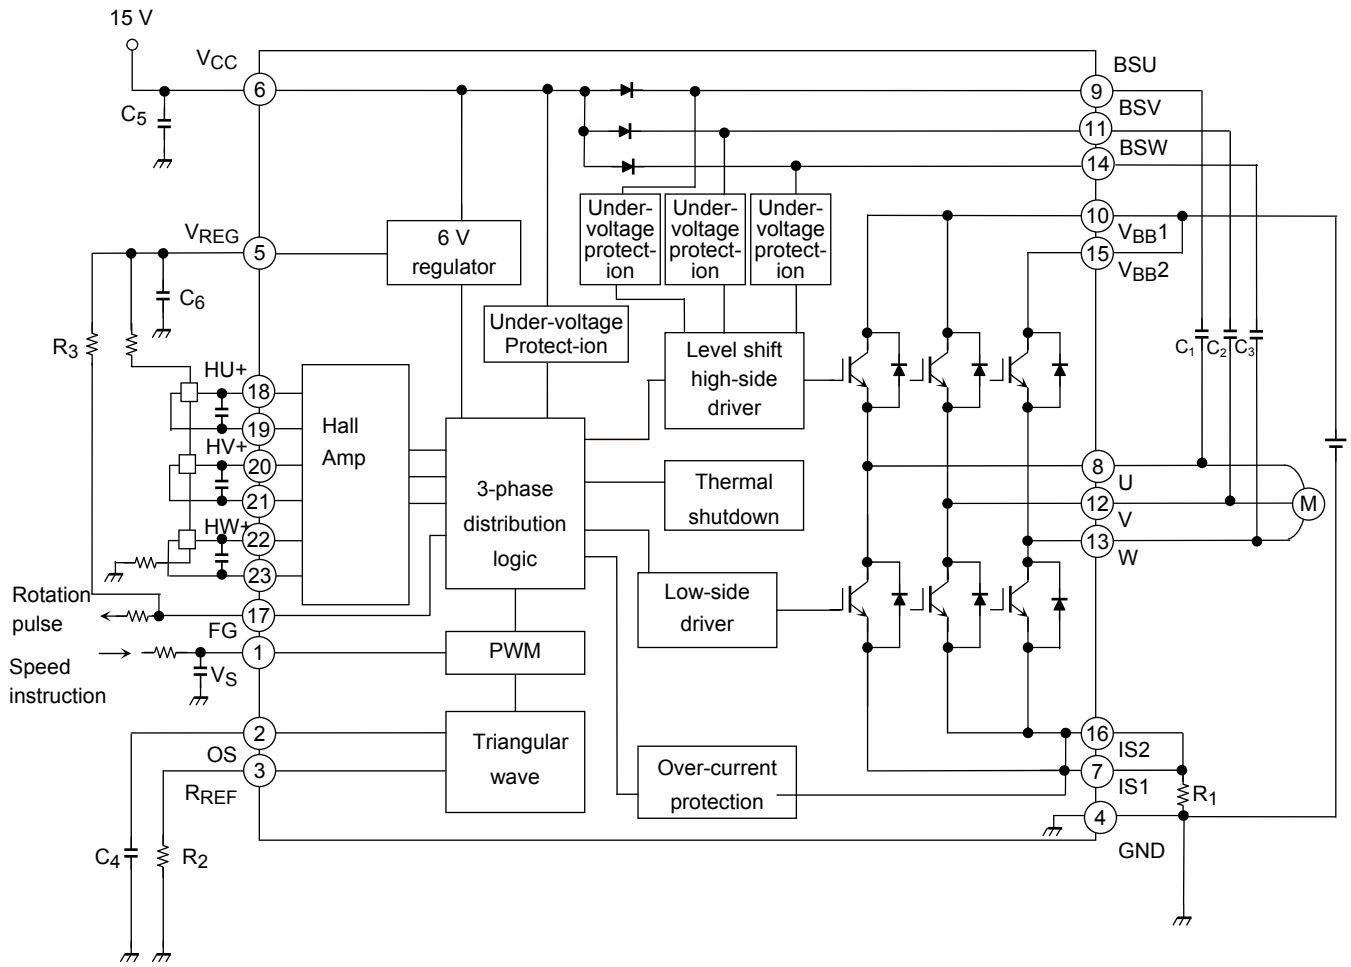 15 V
VCC
6
C5
BSU
9
BSV
11
BSW
14
10
VBB1
15
VBB2
VREG
5
C6
6 V
regulator
Under-
voltage
protect-
ion
Under-
voltage
protect-
ion
Under-
voltage
protect-
ion
Under-voltage
Protect-ion
Level shift
high-side
driver
R3
HU+
18
19
HV+
20
21
HW+
22
23
Hall
Amp
3-phase
distribution
logic
Thermal
shutdown
Low-side
driver
C1
C2
C3
8
U
12
V
13
W
M
Rotation
pulse
17
FG
Speed
instruction
1
VS
PWM
2
OS
3
RREF
Triangular
wave
Over-current
protection
16
IS2
7
IS1
R1
4
GND
C4
R2